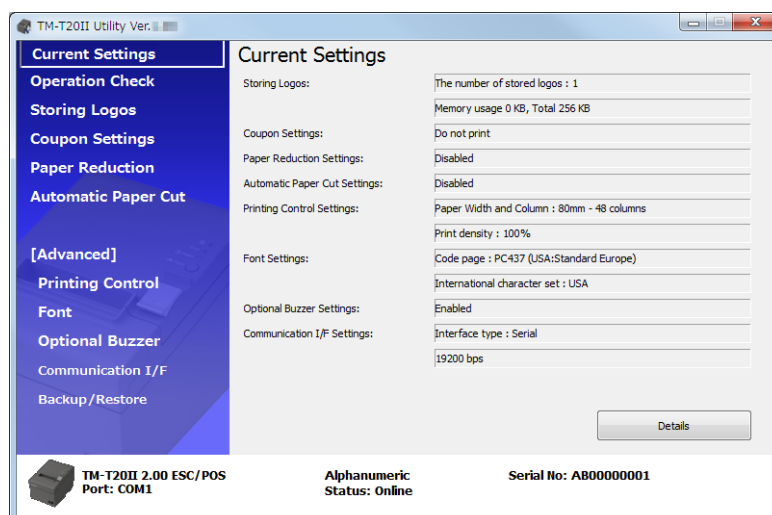 TM-T20II Utility Ver.
Current Settings
Operation Check
Storing Logos
Coupon Settings
Paper Reduction
Automatic Paper Cut
[Advanced]
Printing Control
Font
Optional Buzzer
Communication I/F
Backup/Restore
Current Settings
Storing Logos: The number of stored logos : 1
Memory usage 0 KB, Total 256 KB
Coupon Settings: Do not print
Paper Reduction Settings: Disabled
Automatic Paper Cut Settings: Disabled
Printing Control Settings: Paper Width and Column : 80mm - 48 columns
Print density : 100%
Font Settings: Code page : PC437 (USA:Standard Europe)
International character set : USA
Optional Buzzer Settings: Enabled
Communication I/F Settings: Interface type : Serial
19200 bps
Details
TM-T20II 2.00 ESC/POS Alphanumeric Serial No: AB00000001
Port: COM1 Status: Online